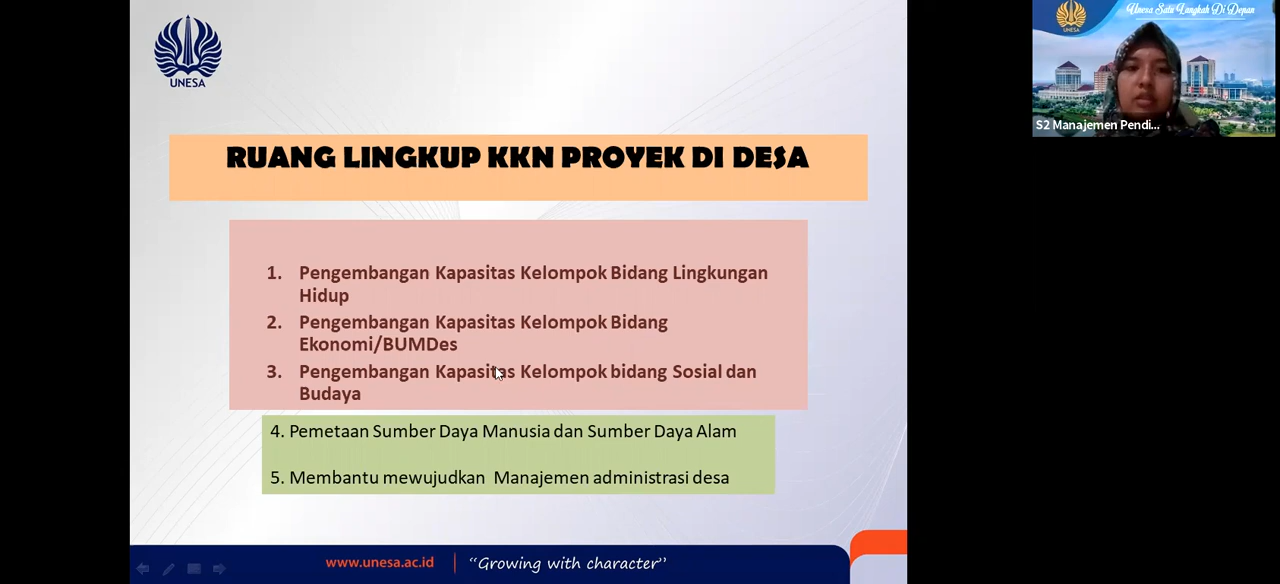 UNESA
RUANG LINGKUP KKN PROYEK DI DESA
1. Pengembangan Kapasitas Kelompok Bidang Lingkungan
Hidup
2. Pengembangan Kapasitas Kelompok Bidang
Ekonomi/BUMDes
3. Pengembangan Kapasitas Kelompok bidang Sosial dan
Budaya
4. Pemetaan Sumber Daya Manusia dan Sumber Daya Alam
5. Membantu mewujudkan Manajemen administrasi desa
www.unesa.ac.id
“Growing with character”
UNESA
Unesa Satu Langkah Di Depan
S2 Manajemen Pendi...